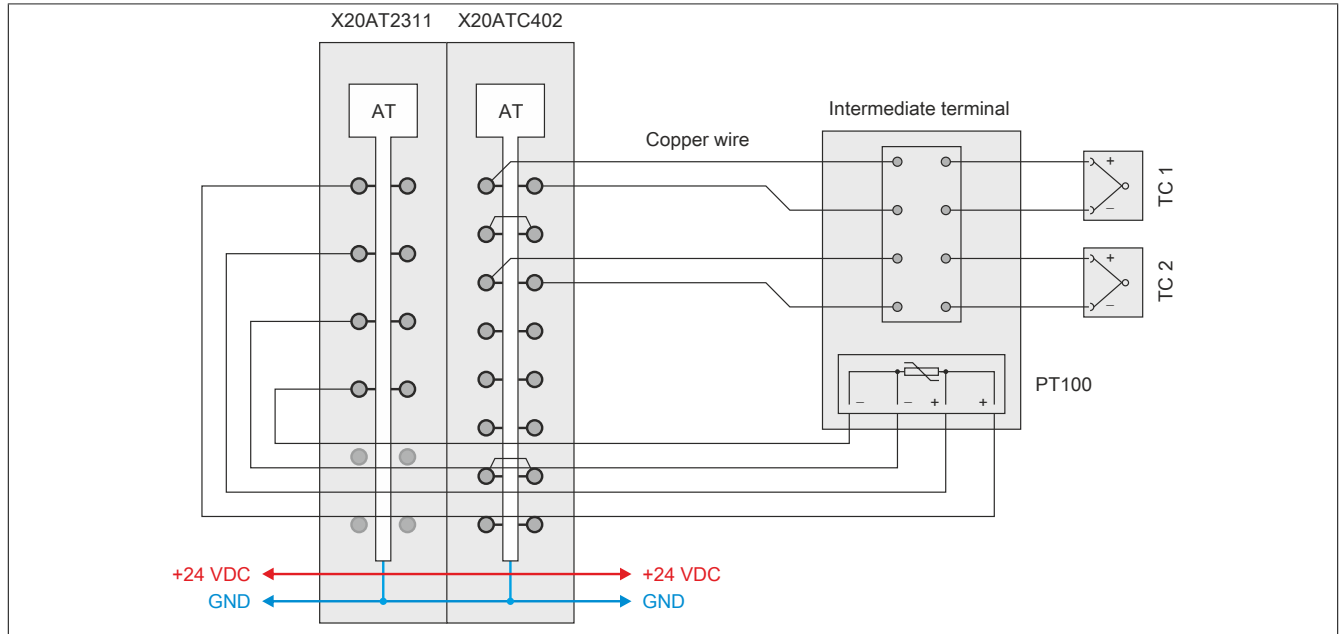 X20AT2311 X20ATC402
AT AT
Intermediate terminal
Copper wire
+
−
TC 1
+
−
TC 2
PT100
− − + +
+24 VDC +24 VDC
GND GND